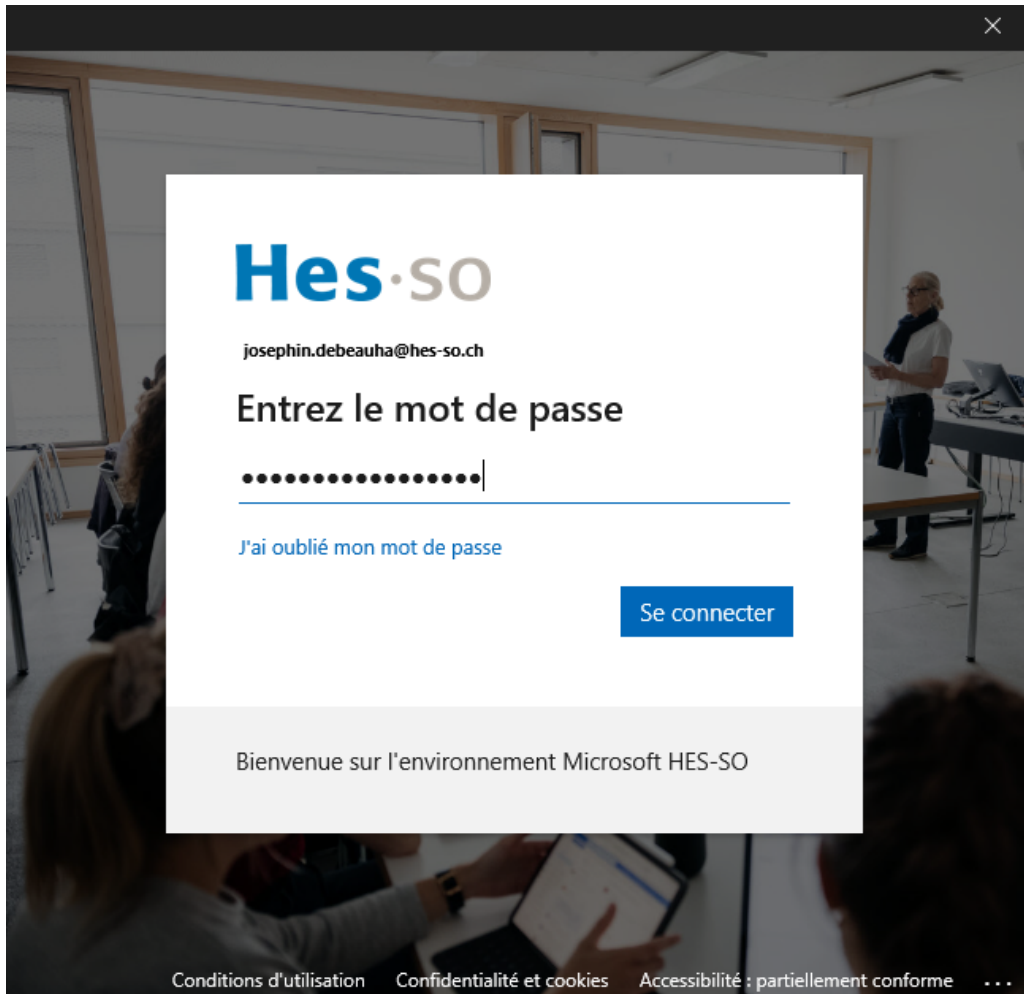 Hes·so
josephin.debeauha@hes-so.ch
Entrez le mot de passe
•••••••••••••••••
J'ai oublié mon mot de passe
Se connecter
Bienvenue sur l'environnement Microsoft HES-SO
Conditions d'utilisation Confidentialité et cookies Accessibilité : partiellement conforme ...